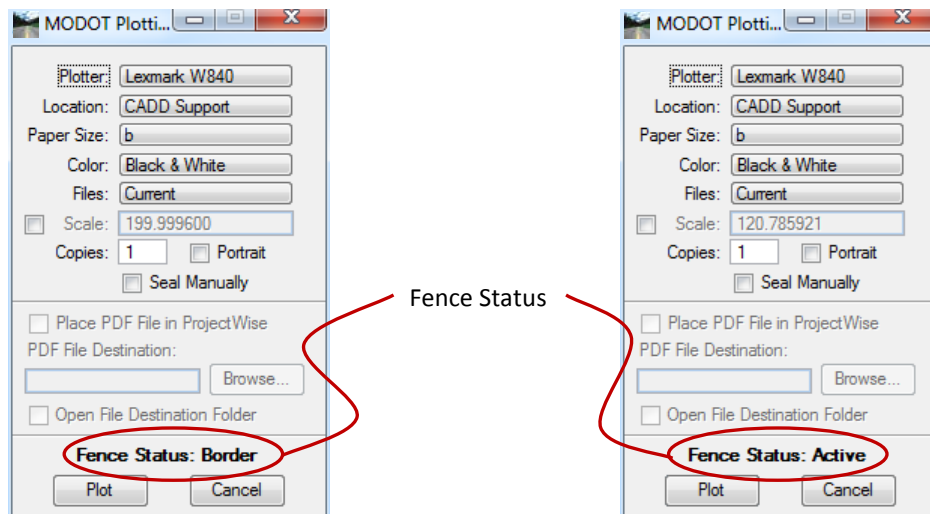 MODOT Plotti...
Plotter: Lexmark W840
Location: CADD Support
Paper Size: b
Color: Black & White
Files: Current
Scale: 199.999600
Copies: 1 Portrait
Seal Manually
Place PDF File in ProjectWise
PDF File Destination:
Browse...
Open File Destination Folder
Fence Status: Border
Plot Cancel
Fence Status
MODOT Plotti...
Plotter: Lexmark W840
Location: CADD Support
Paper Size: b
Color: Black & White
Files: Current
Scale: 120.785921
Copies: 1 Portrait
Seal Manually
Place PDF File in ProjectWise
PDF File Destination:
Browse...
Open File Destination Folder
Fence Status: Active
Plot Cancel